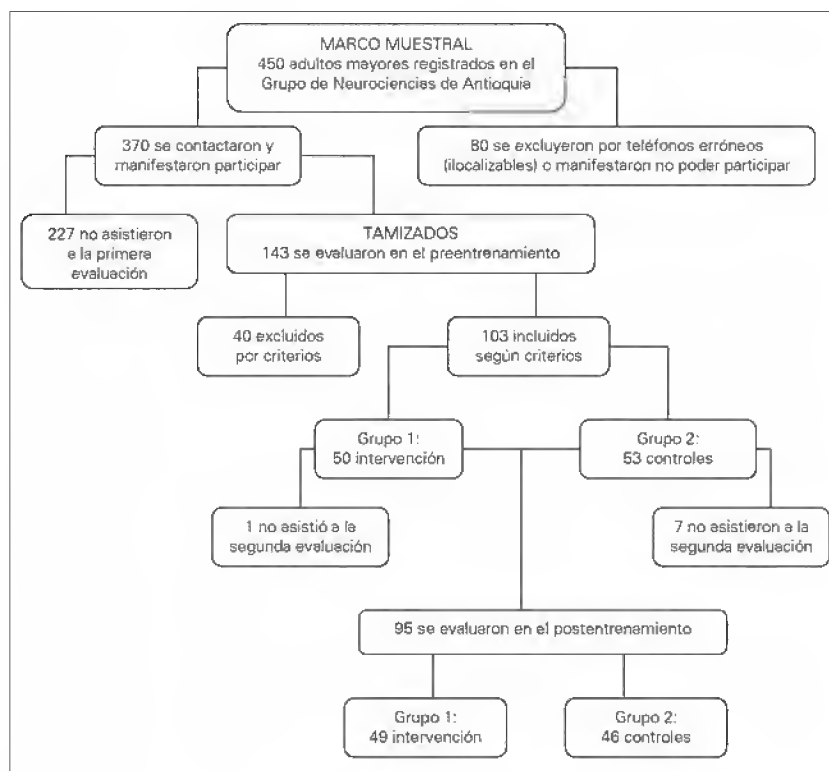 MARCO MUESTRAL
450 adultos mayores registrados en el
Grupo de Neurociencias de Antioquia
370 se contactaron y
manifestaron participar
80 se excluyeron por teléfonos erróneos
(ilocalizables) o manifestaron no poder participar
227 no asistieron
a la primera
evaluación
TAMIZADOS
143 se evaluaron en el preentrenamiento
40 excluidos
por criterios
103 incluidos
según criterios
Grupo 1:
50 intervención
Grupo 2:
53 controles
1 no asistió a la
segunda evaluación
7 no asistieron a la
segunda evaluación
95 se evaluaron en el postentrenamiento
Grupo 1:
49 intervención
Grupo 2:
46 controles